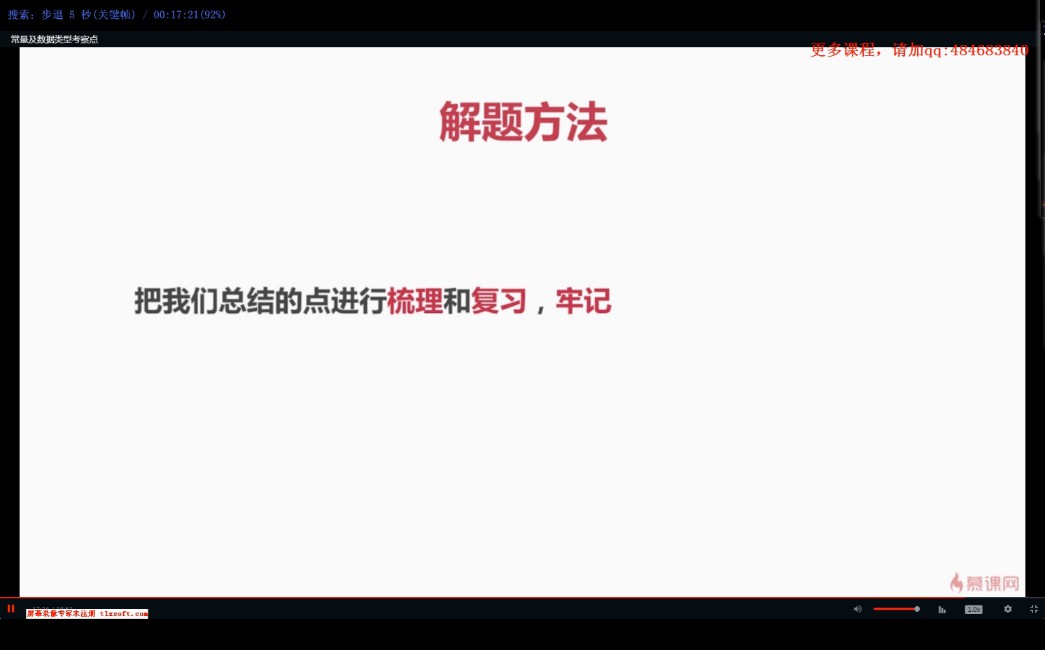 搜索: 步退 5 秒(关键帧) / 00:17:21(92%)
常量及数据类型考察点
更多课程，请加qq:484683840
解题方法
把我们总结的点进行梳理和复习，牢记
慕课网
屏幕录像专家未注册 tlxsoft.com
1.0x